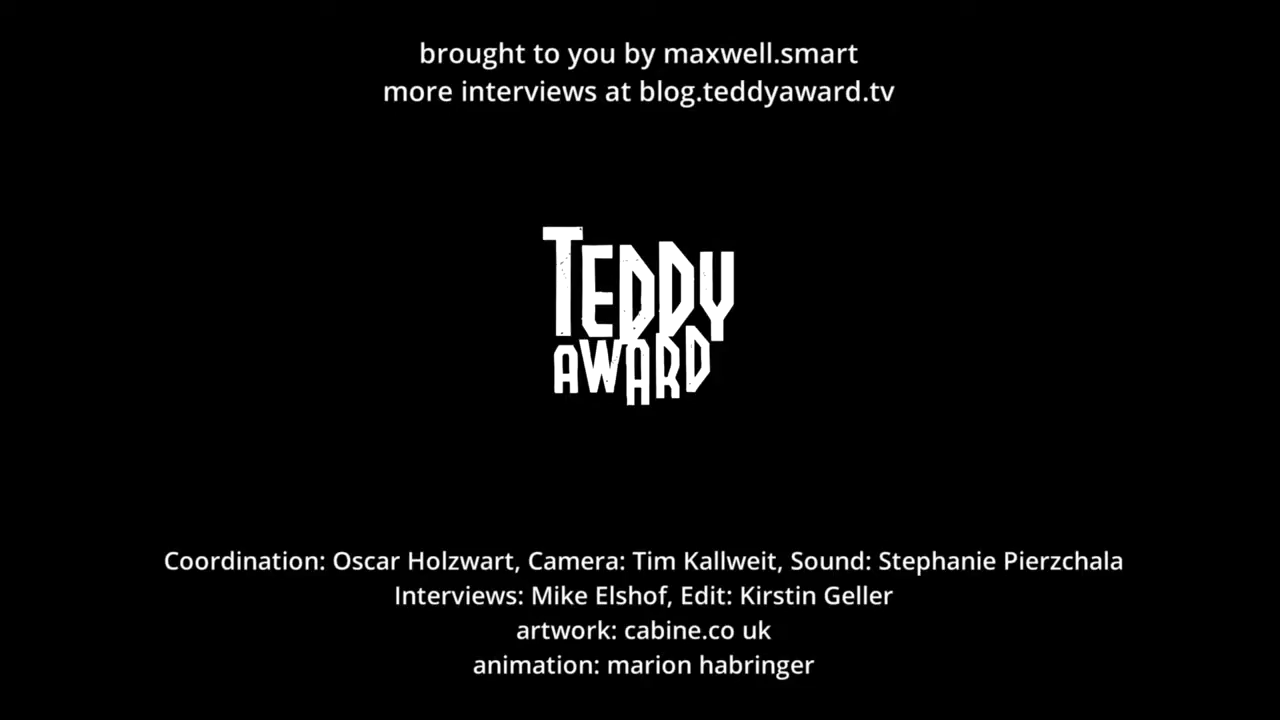 brought to you by maxwell.smart
more interviews at blog.teddyaward.tv
TEDDY
AWARD
Coordination: Oscar Holzwart, Camera: Tim Kallweit, Sound: Stephanie Pierzchala
Interviews: Mike Elshof, Edit: Kirstin Geller
artwork: cabine.co uk
animation: marion habringer